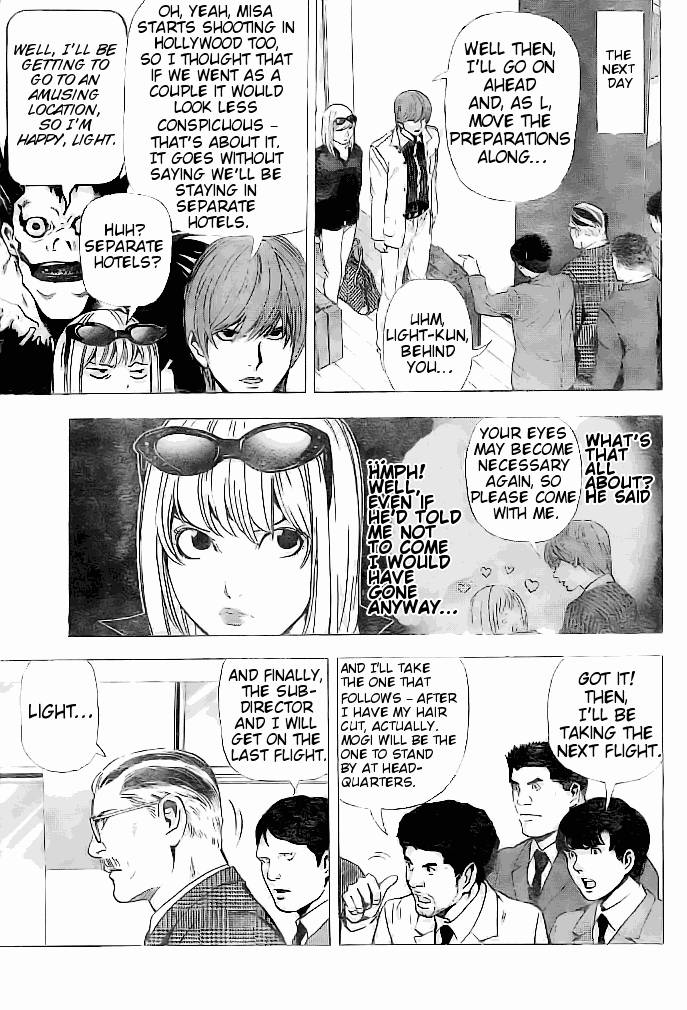 THE
NEXT
DAY
WELL THEN,
I'LL GO ON
AHEAD
AND, AS L,
MOVE THE
PREPARATIONS
ALONG...
UHM,
LIGHT-KUN,
BEHIND
YOU...
OH, YEAH, MISA
STARTS SHOOTING IN
HOLLYWOOD TOO,
SO I THOUGHT THAT
IF WE WENT AS A
COUPLE IT WOULD
LOOK LESS
CONSPICUOUS –
THAT'S ABOUT IT.
IT GOES WITHOUT
SAYING WE'LL BE
STAYING IN
SEPARATE
HOTELS.
WELL, I'LL BE
GETTING TO
GO TO AN
AMUSING
LOCATION,
SO I'M
HAPPY, LIGHT.
HUH?
SEPARATE
HOTELS?
WHAT'S
THAT
ALL
ABOUT?
HE SAID
YOUR EYES
MAY BECOME
NECESSARY
AGAIN, SO
PLEASE COME
WITH ME.
HMPH!
WELL,
EVEN IF
HE'D TOLD
ME NOT
TO COME
I WOULD
HAVE
GONE
ANYWAY...
GOT IT!
THEN,
I'LL BE
TAKING THE
NEXT FLIGHT.
AND I'LL TAKE
THE ONE THAT
FOLLOWS – AFTER
I HAVE MY HAIR
CUT, ACTUALLY.
MOGI WILL BE THE
ONE TO STAND
BY AT HEAD-
QUARTERS.
AND FINALLY,
THE SUB-
DIRECTOR
AND I WILL
GET ON THE
LAST FLIGHT.
LIGHT...